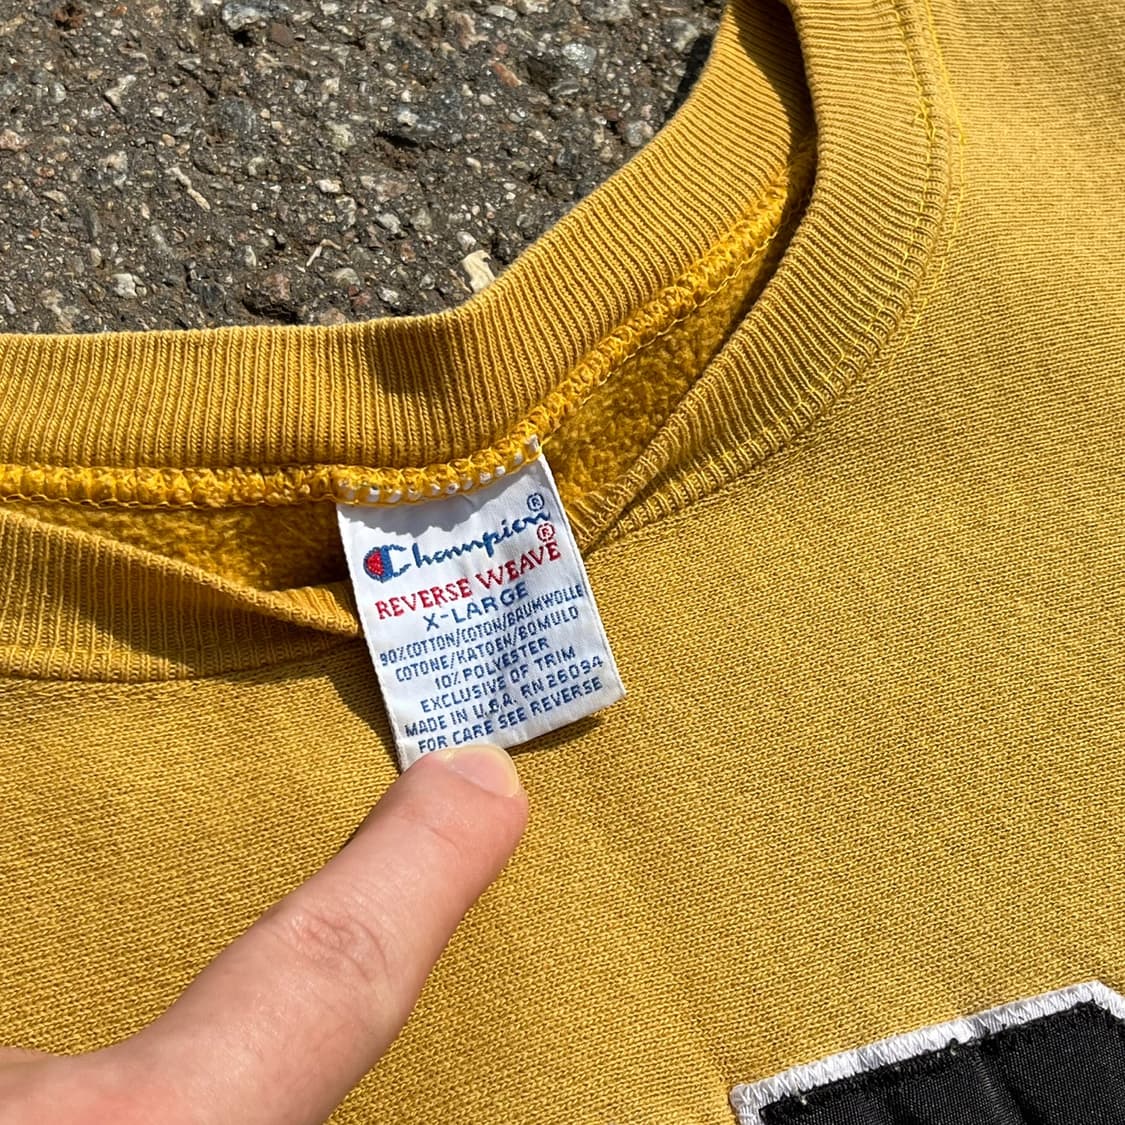 Champion®
REVERSE WEAVE®
X-LARGE
90% COTTON/COTON/BAUMWOLLE
COTONE/KATOEN/BOMULD
10% POLYESTER
EXCLUSIVE OF TRIM
MADE IN U.S.A. RN 26094
FOR CARE SEE REVERSE